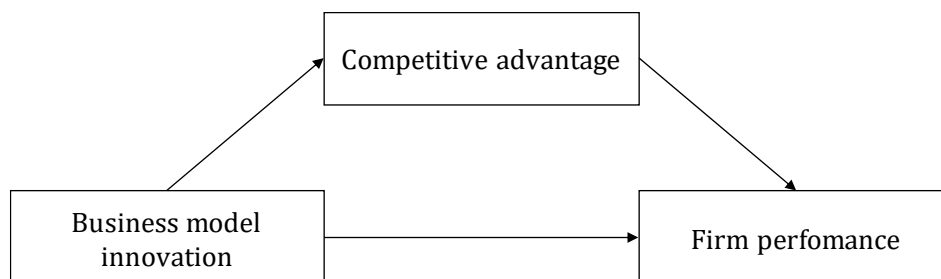 Competitive advantage
Business model
innovation
Firm perfomance